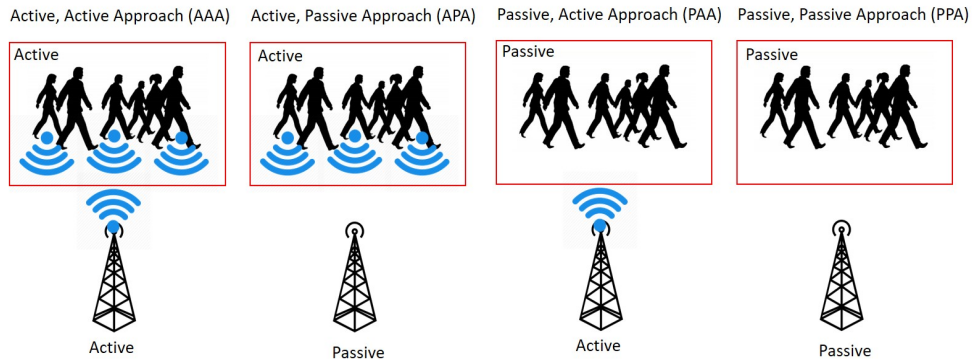 Active, Active Approach (AAA)
Active, Passive Approach (APA)
Passive, Active Approach (PAA)
Passive, Passive Approach (PPA)
Active
Active
Passive
Passive
Active
Passive
Active
Passive